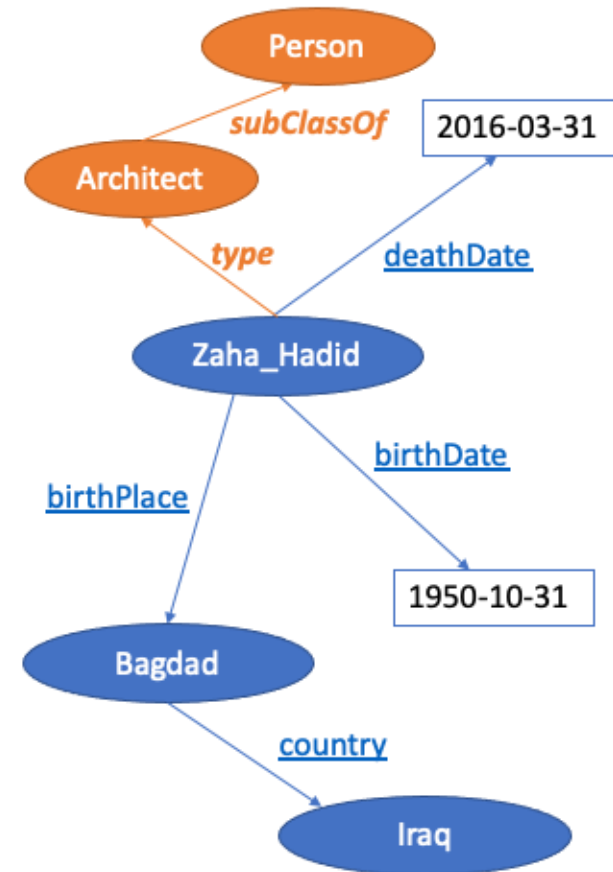 Person
subClassOf
2016-03-31
Architect
type
deathDate
Zaha_Hadid
birthDate
birthPlace
1950-10-31
Bagdad
country
Iraq